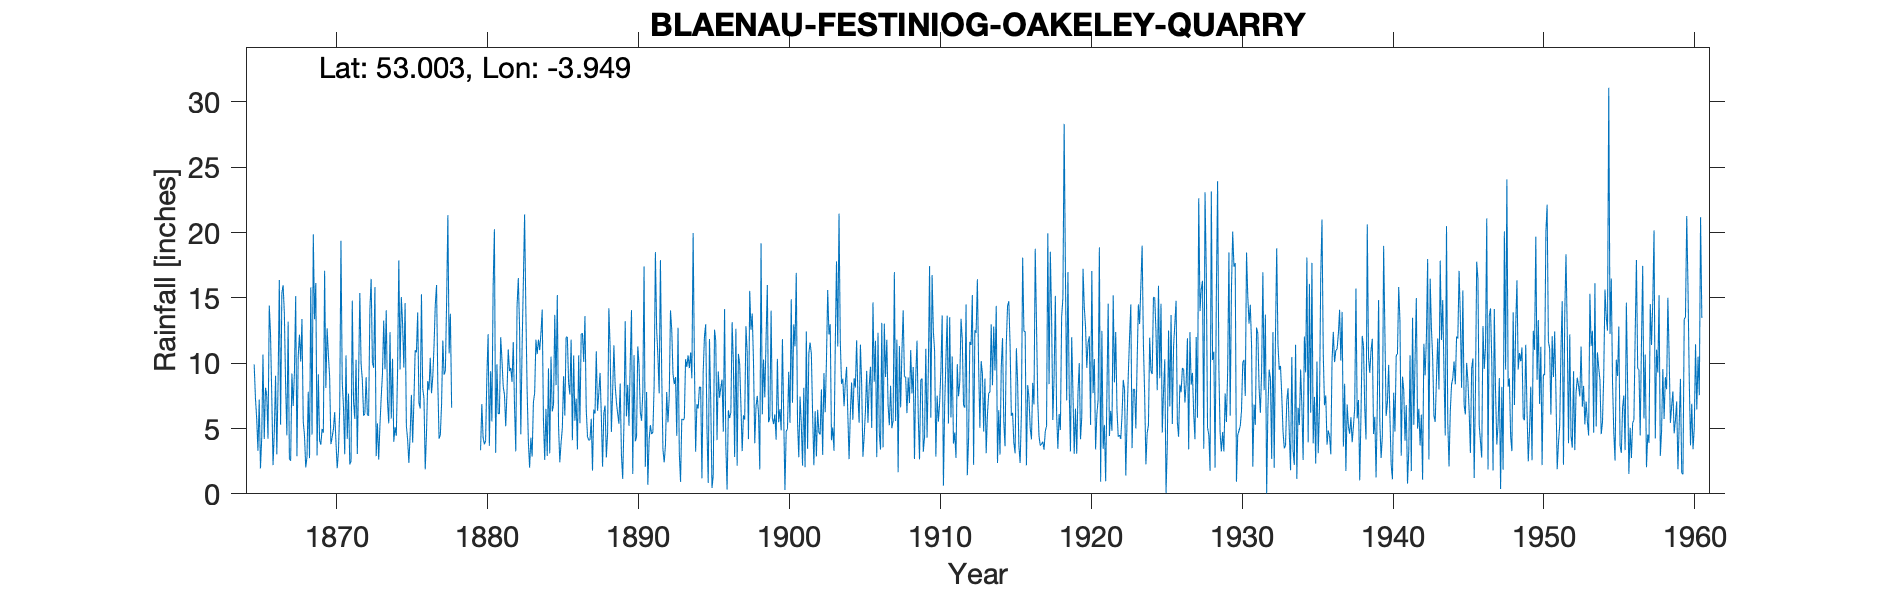 BLAENAU-FESTINIOG-OAKELEY-QUARRY
Lat: 53.003, Lon: -3.949
Rainfall [inches]
30
25
20
15
10
5
0
1870 1880 1890 1900 1910 1920 1930 1940 1950 1960
Year